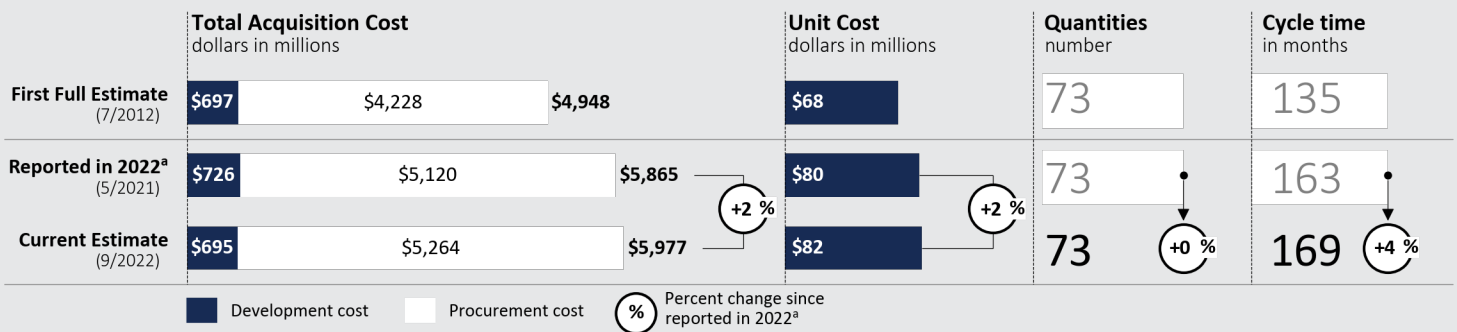 Total Acquisition Cost
dollars in millions
Unit Cost
dollars in millions
Quantities
number
Cycle time
in months
First Full Estimate
(7/2012)
$697 $4,228 $4,948 $68 73 135
Reported in 2022ª
(5/2021)
$726 $5,120 $5,865 $80 73 163
+2 % +2 %
Current Estimate
(9/2022)
$695 $5,264 $5,977 $82 73 +0 % 169 +4 %
Development cost
Procurement cost
% Percent change since
reported in 2022ª